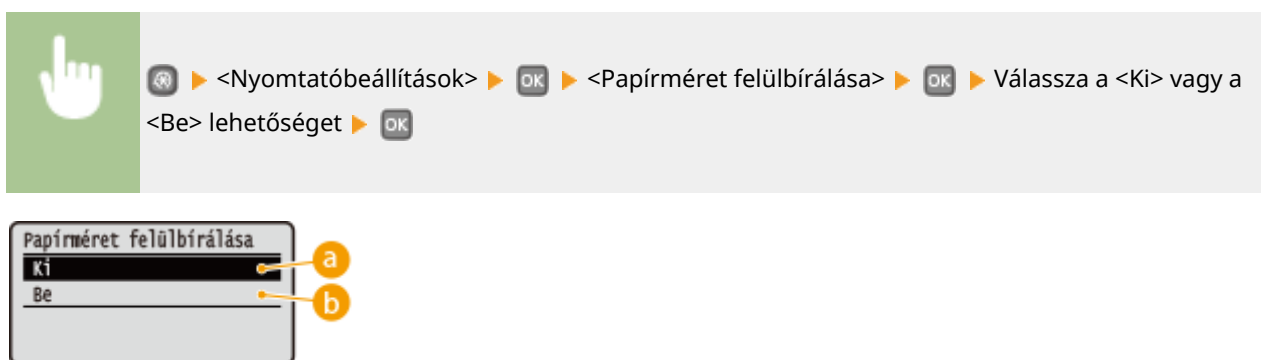 <Nyomtatóbeállítások> OK <Papírméret felülbírálása> OK Válassza a <Ki> vagy a
<Be> lehetőséget OK
Papírméret felülbírálása
Ki
a
Be
b